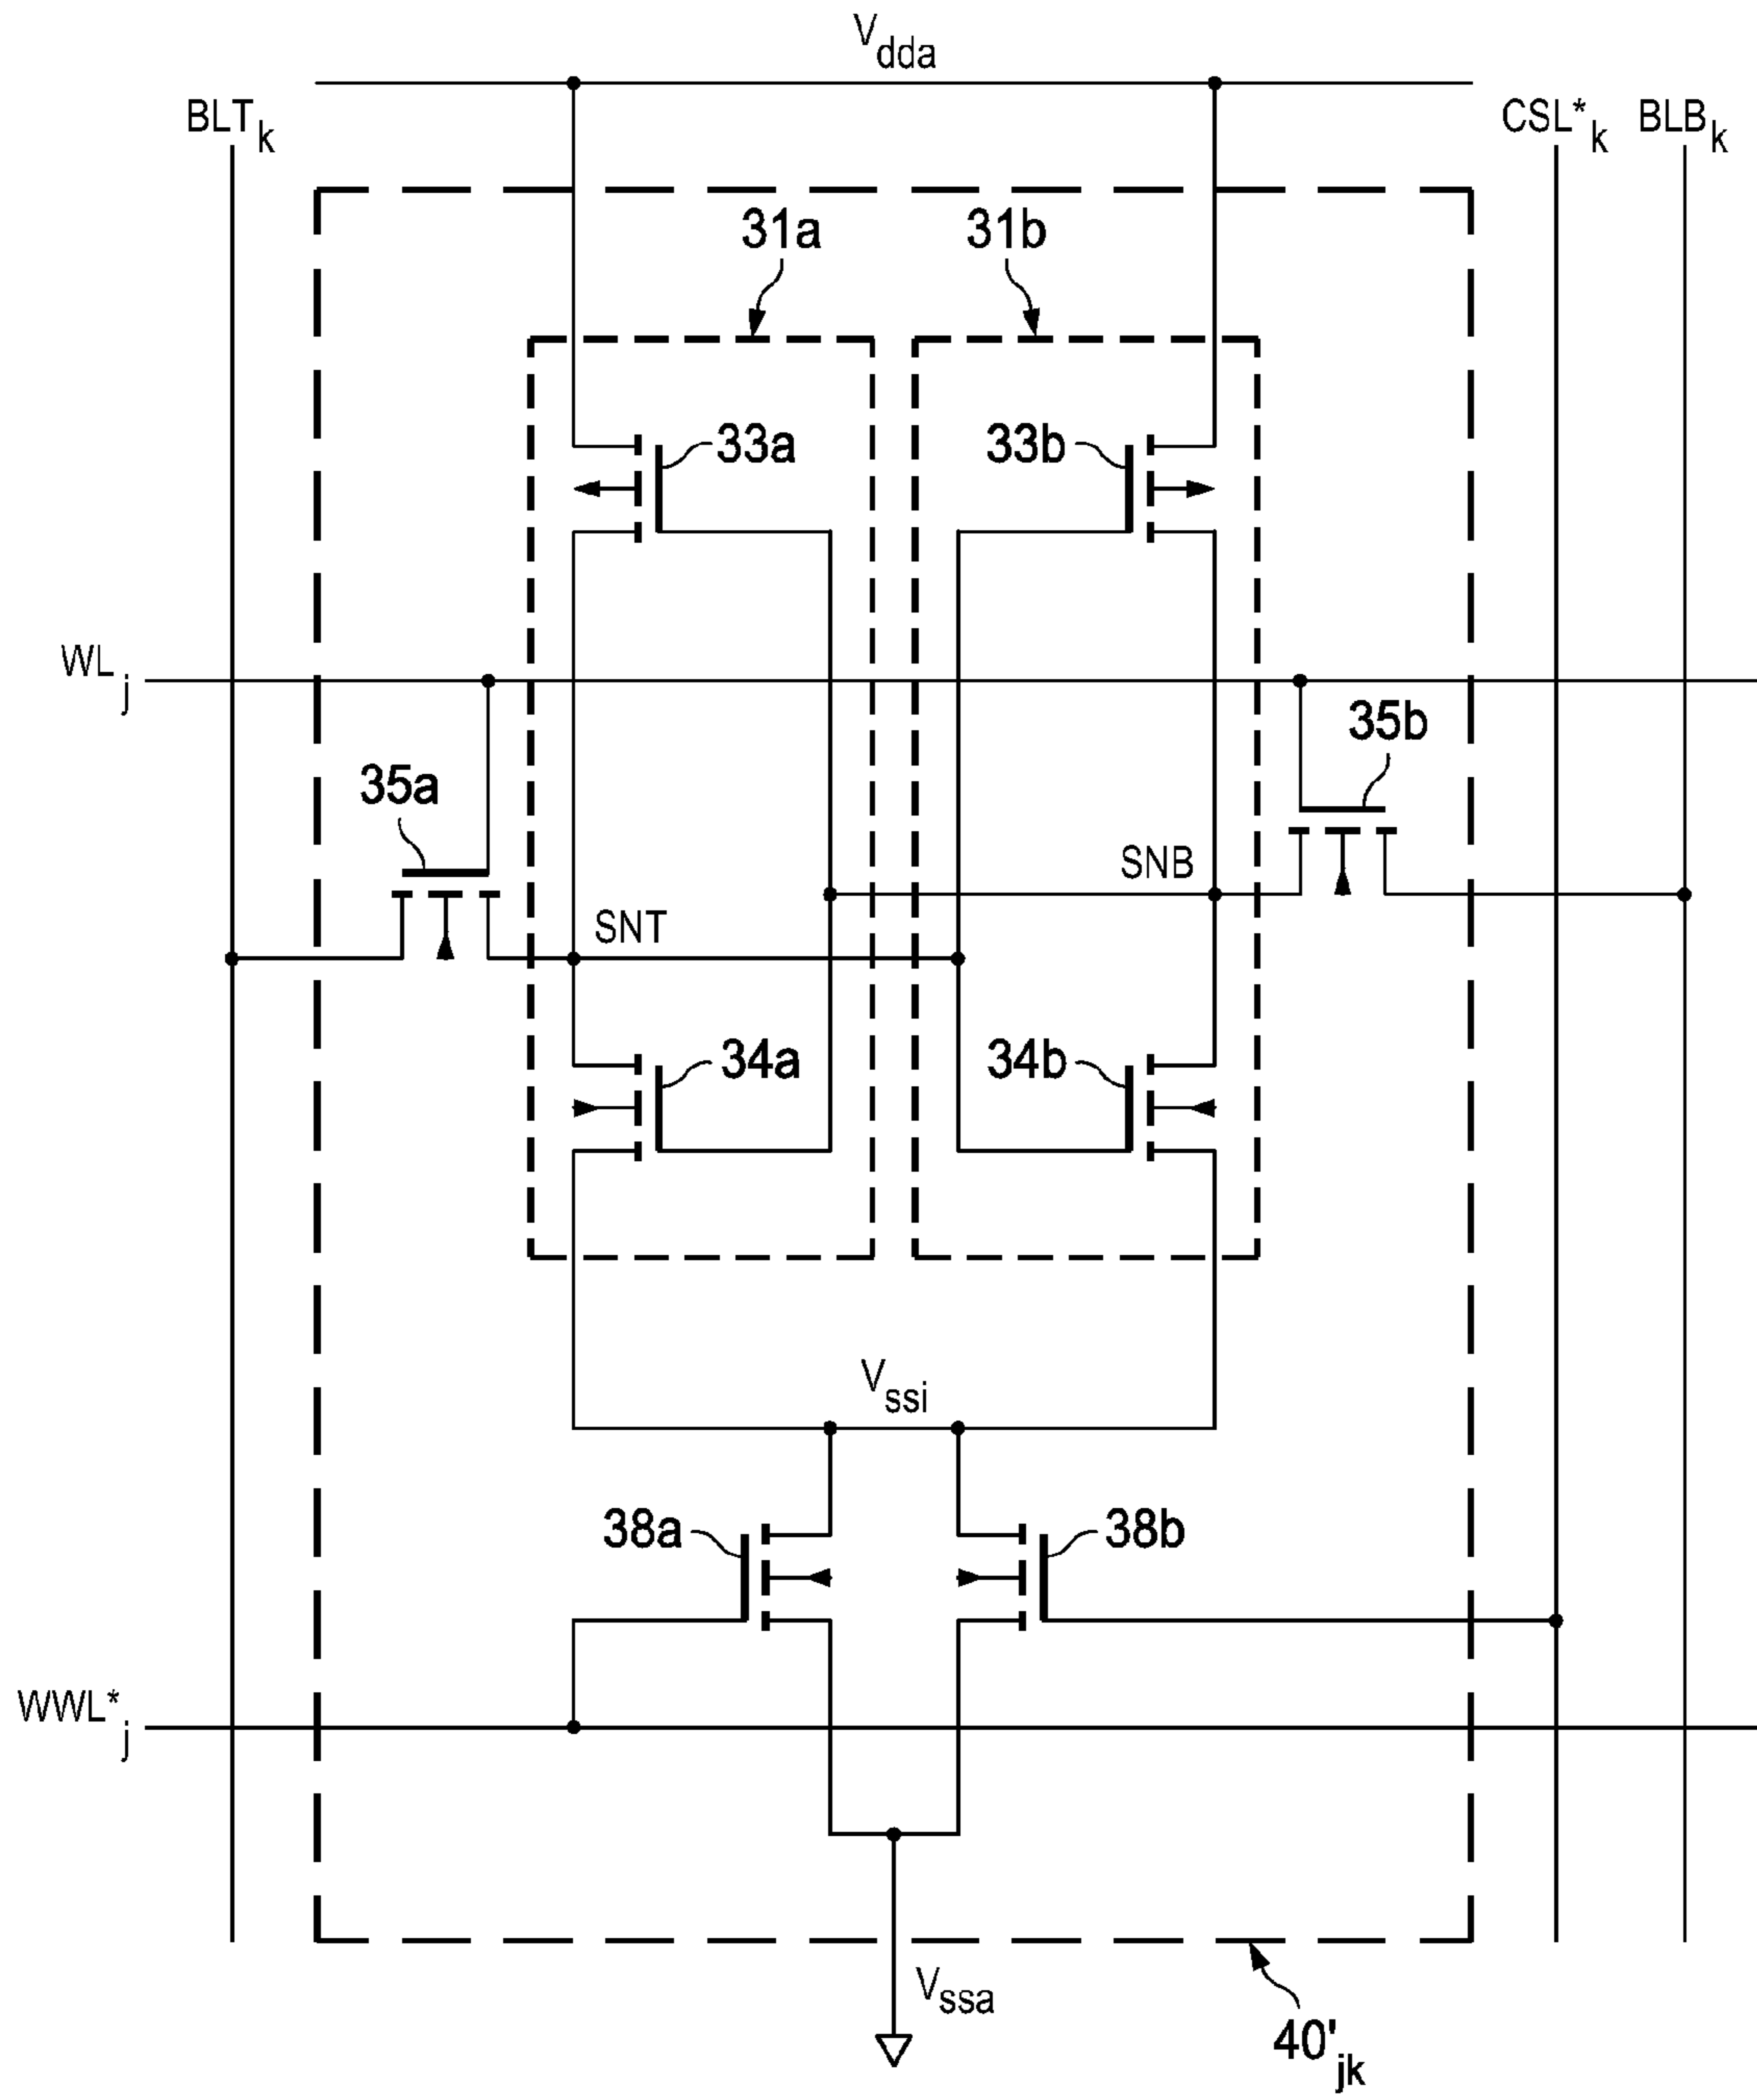 Vdda
BLTk
CSL*k
BLBk
31a
31b
33a
33b
WLj
35b
35a
SNB
SNT
34a
34b
Vssi
38a
38b
WWL*j
Vssa
40'jk